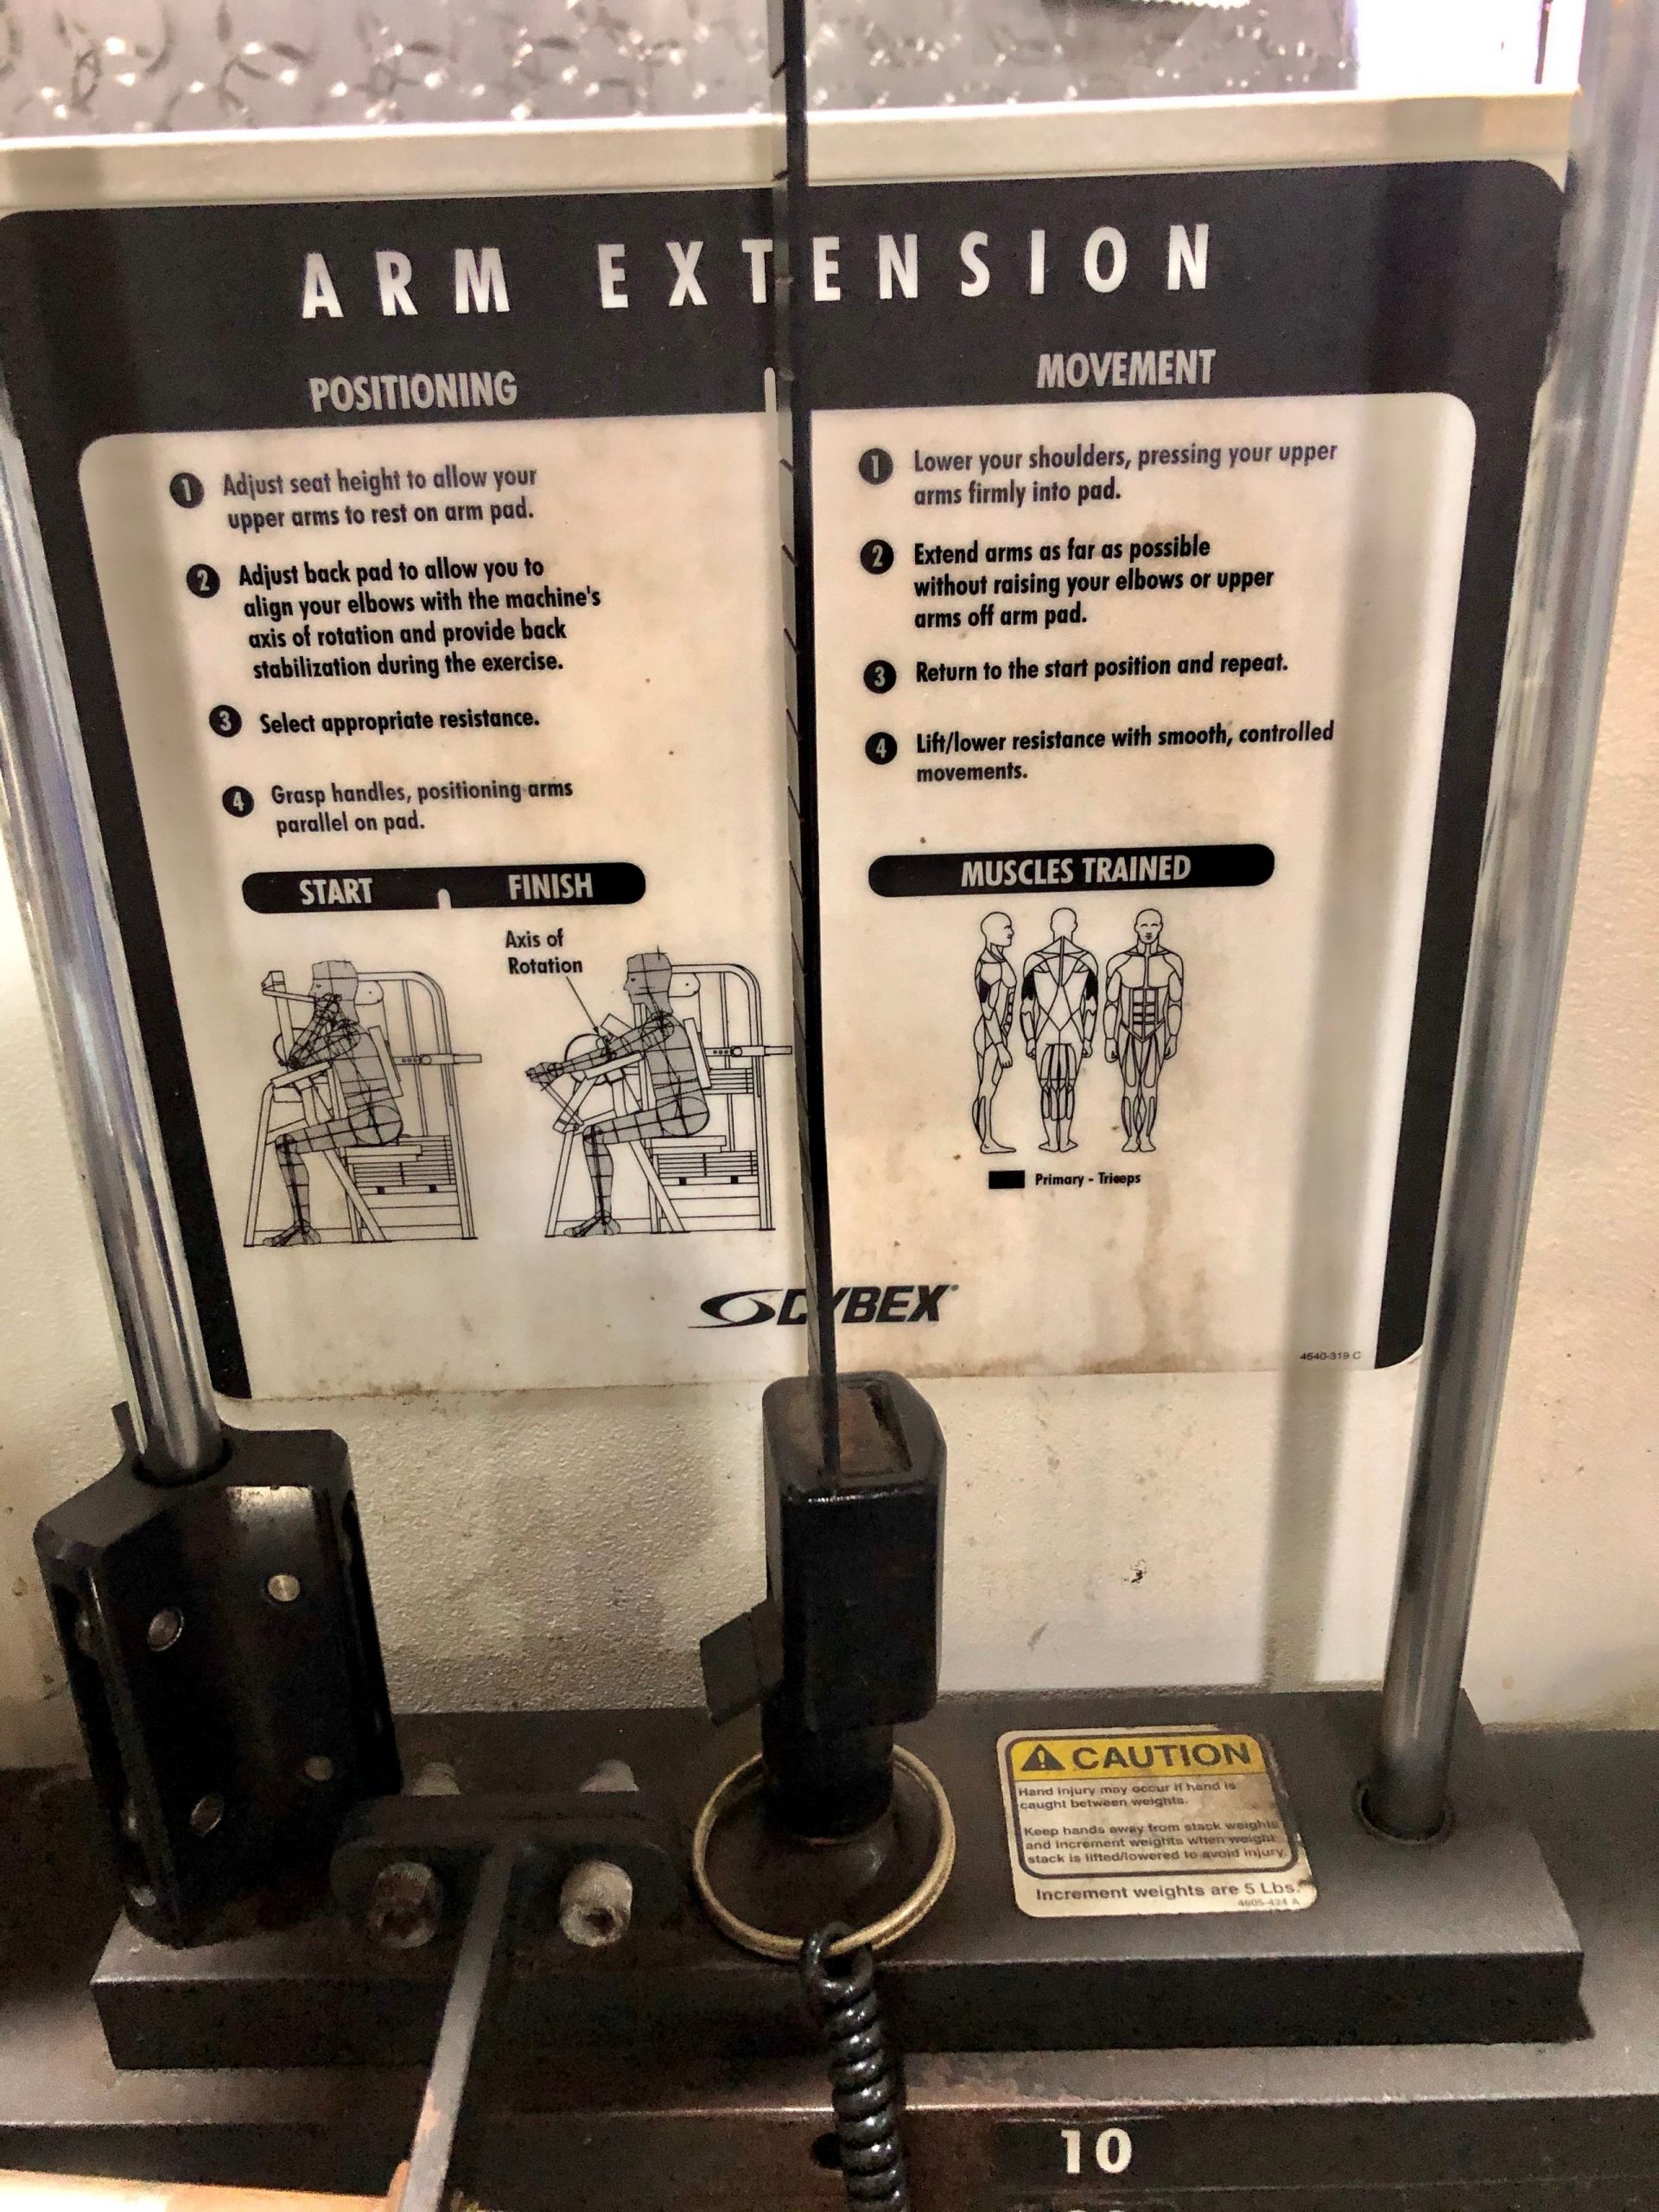 ARM EXTENSION
POSITIONING
1 Adjust seat height to allow your
upper arms to rest on arm pad.
2 Adjust back pad to allow you to
align your elbows with the machine's
axis of rotation and provide back
stabilization during the exercise.
3 Select appropriate resistance.
4 Grasp handles, positioning arms
parallel on pad.
START FINISH
Axis of
Rotation
MOVEMENT
1 Lower your shoulders, pressing your upper
arms firmly into pad.
2 Extend arms as far as possible
without raising your elbows or upper
arms off arm pad.
3 Return to the start position and repeat.
4 Lift/lower resistance with smooth, controlled
movements.
MUSCLES TRAINED
Primary - Triceps
CYBEX
4540-319 C
CAUTION
Hand injury may occur if hand is
caught between weights.
Keep hands away from stack weights
and increment weights when weight
stack is lifted/lowered to avoid injury.
Increment weights are 5 Lbs.
4605-424 A
10